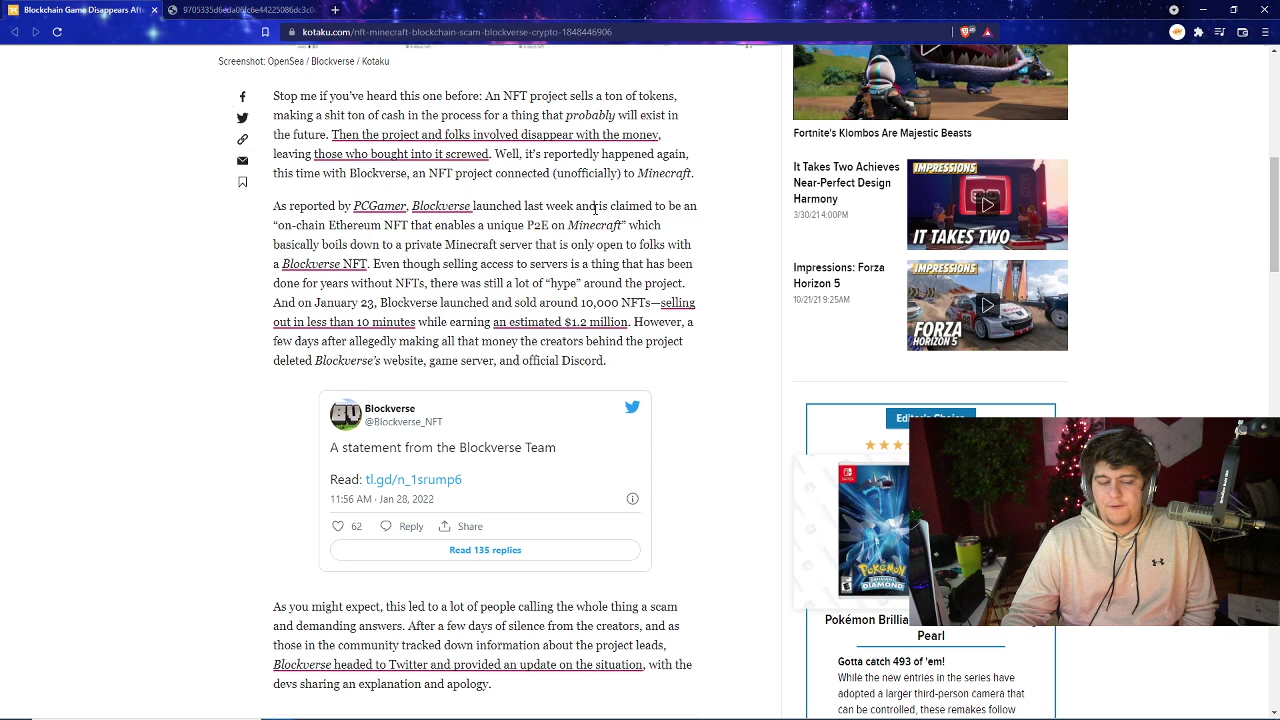 Blockchain Game Disappears Afte
9705335d6eda06fc6e44225086dc3c0
kotaku.com/nft-minecraft-blockchain-scam-blockverse-crypto-1848446906
Screenshot: OpenSea / Blockverse / Kotaku
Stop me if you've heard this one before: An NFT project sells a ton of tokens,
making a shit ton of cash in the process for a thing that probably will exist in
the future. Then the project and folks involved disappear with the money,
leaving those who bought into it screwed. Well, it's reportedly happened again,
this time with Blockverse, an NFT project connected (unofficially) to Minecraft.
As reported by PCGamer, Blockverse launched last week and is claimed to be an
“on-chain Ethereum NFT that enables a unique P2E on Minecraft” which
basically boils down to a private Minecraft server that is only open to folks with
a Blockverse NFT. Even though selling access to servers is a thing that has been
done for years without NFTs, there was still a lot of “hype” around the project.
And on January 23, Blockverse launched and sold around 10,000 NFTs—selling
out in less than 10 minutes while earning an estimated $1.2 million. However, a
few days after allegedly making all that money the creators behind the project
deleted Blockverse's website, game server, and official Discord.
Blockverse
@Blockverse_NFT
A statement from the Blockverse Team
Read: tl.gd/n_1srump6
11:56 AM · Jan 28, 2022
62 Reply Share
Read 135 replies
As you might expect, this led to a lot of people calling the whole thing a scam
and demanding answers. After a few days of silence from the creators, and as
those in the community tracked down information about the project leads,
Blockverse headed to Twitter and provided an update on the situation, with the
devs sharing an explanation and apology.
Fortnite's Klombos Are Majestic Beasts
It Takes Two Achieves
Near-Perfect Design
Harmony
3/30/21 4:00PM
IMPRESSIONS
IT TAKES TWO
Impressions: Forza
Horizon 5
10/21/21 9:25AM
IMPRESSIONS
FORZA
HORIZON 5
Editor's Choice
POKÉMON
DIAMOND
Pokémon Brilli
Pearl
Gotta catch 493 of 'em!
While the new entries in the series have
adopted a larger third-person camera that
can be controlled, these remakes follow